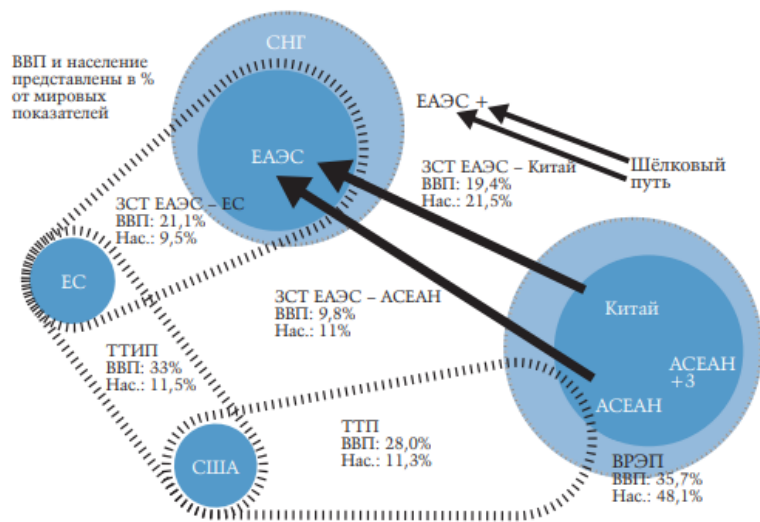 СНГ
ВВП и население
представлены в %
от мировых
показателей
ЕАЭС +
ЕАЭС
ЗСТ ЕАЭС – Китай
ВВП: 19,4%
Нас.: 21,5%
Шёлковый
путь
ЗСТ ЕАЭС – ЕС
ВВП: 21,1%
Нас.: 9,5%
ЕС
ЗСТ ЕАЭС – АСЕАН
ВВП: 9,8%
Нас.: 11%
Китай
ТТИП
ВВП: 33%
Нас.: 11,5%
АСЕАН
+3
АСЕАН
ТТП
ВВП: 28,0%
Нас.: 11,3%
США
ВРЭП
ВВП: 35,7%
Нас.: 48,1%